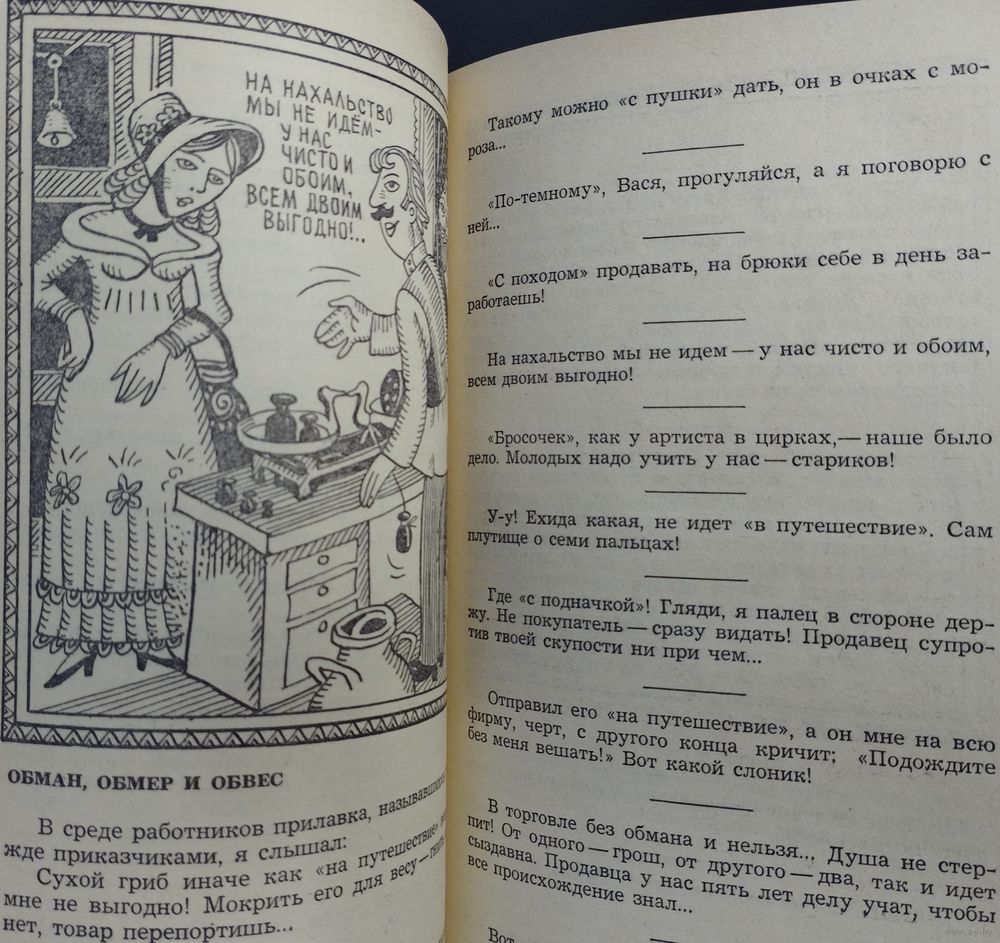 НА НАХАЛЬСТВО
МЫ НЕ ИДЁМ-
У НАС
ЧИСТО И
ОБОИМ,
ВСЕМ ДВОИМ
ВЫГОДНО!...
ОБМАН, ОБМЕР И ОБВЕС
В среде работников прилавка,
жде приказчиками, я слышал:
Сухой гриб иначе как «на путешествие»
мне не выгодно! Мокрить его для весу —
нет, товар перепортишь...
Такому можно «с пушки» дать, он в очках с мо-
роза...
«По-темному», Вася, прогуляйся, а я поговорю с
ней...
«С походом» продавать, на брюки себе в день за-
работаешь!
На нахальство мы не идем — у нас чисто и обоим,
всем двоим выгодно!
«Бросочек», как у артиста в цирках,— наше было
дело. Молодых надо учить у нас — стариков!
У-у! Ехида какая, не идет «в путешествие». Сам
плутище о семи пальцах!
Где «с подначкой»! Гляди, я палец в стороне дер-
жу. Не покупатель — сразу видать! Продавец супро-
тив твоей скупости ни при чем...
Отправил его «на путешествие», а он мне на всю
фирму, черт, с другого конца кричит; «Подождите
без меня вешать!» Вот какой слоник!
В торговле без обмана и нельзя... Душа не стер-
пит! От одного — грош, от другого — два, так и идет
сыздавна. Продавца у нас пять лет делу учат, чтобы
все происхождение знал...
Вот
www.ay.by